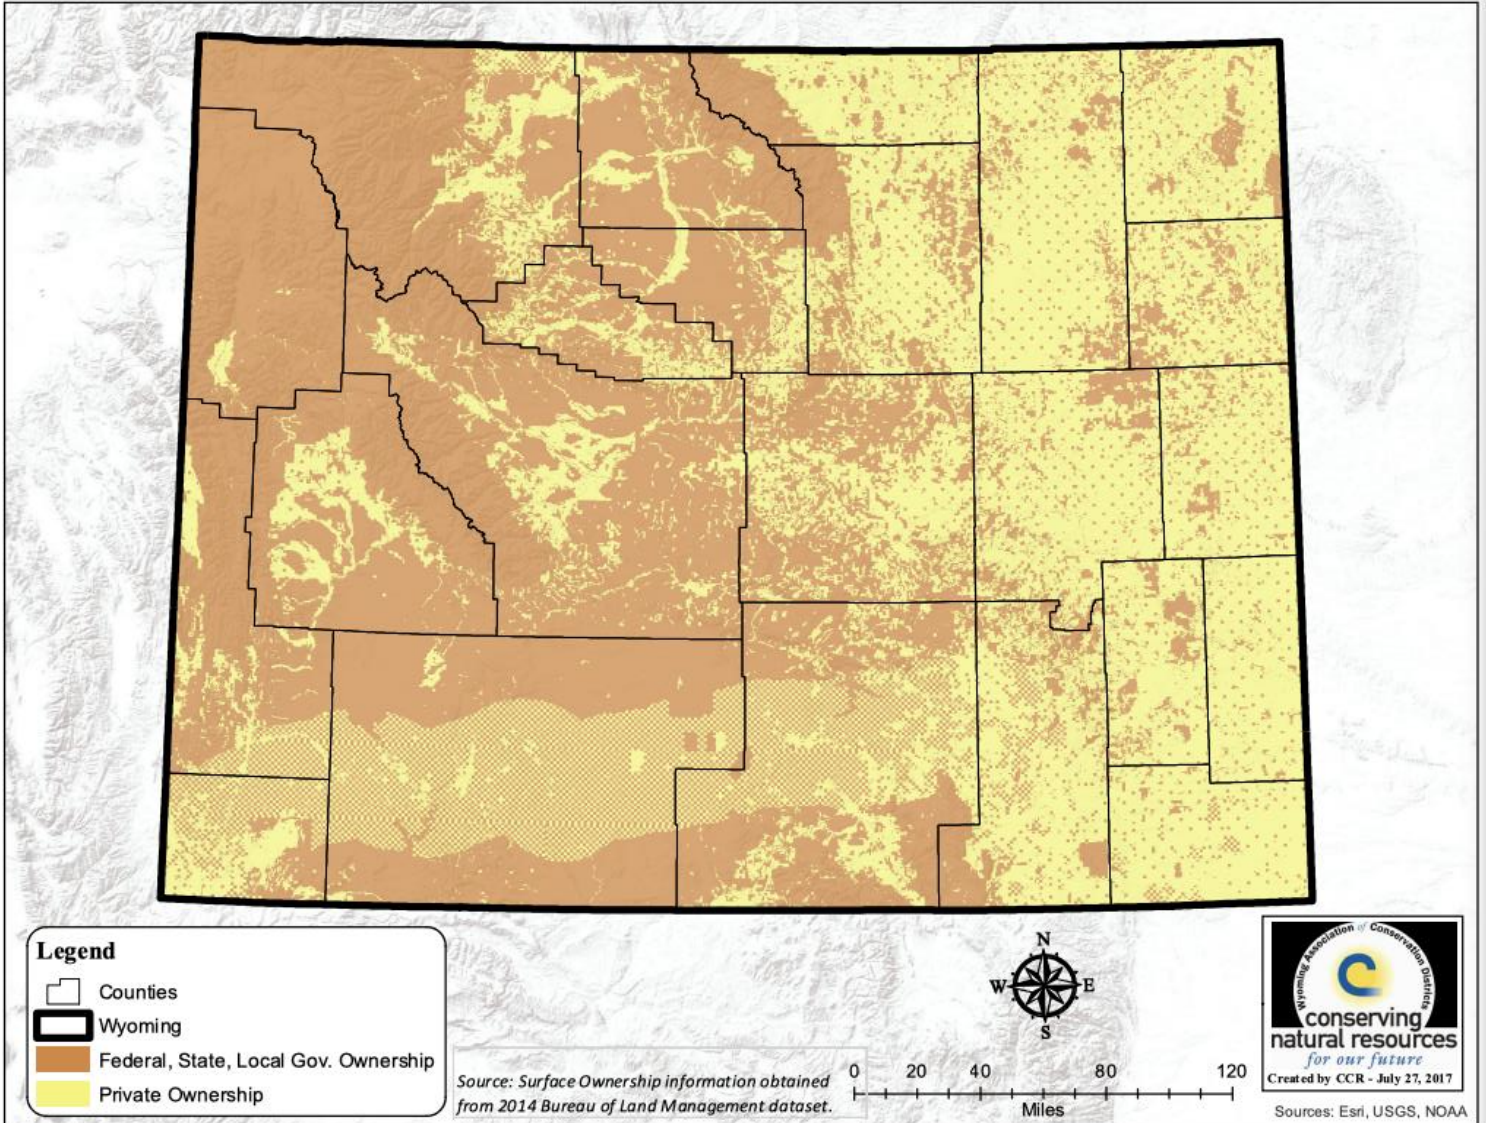 Legend
Counties
Wyoming
Federal, State, Local Gov. Ownership
Private Ownership
Source: Surface Ownership information obtained
from 2014 Bureau of Land Management dataset.
N
W E
S
0 20 40 80 120
Miles
Wyoming Association of Conservation Districts
conserving
natural resources
for our future
Created by CCR - July 27, 2017
Sources: Esri, USGS, NOAA